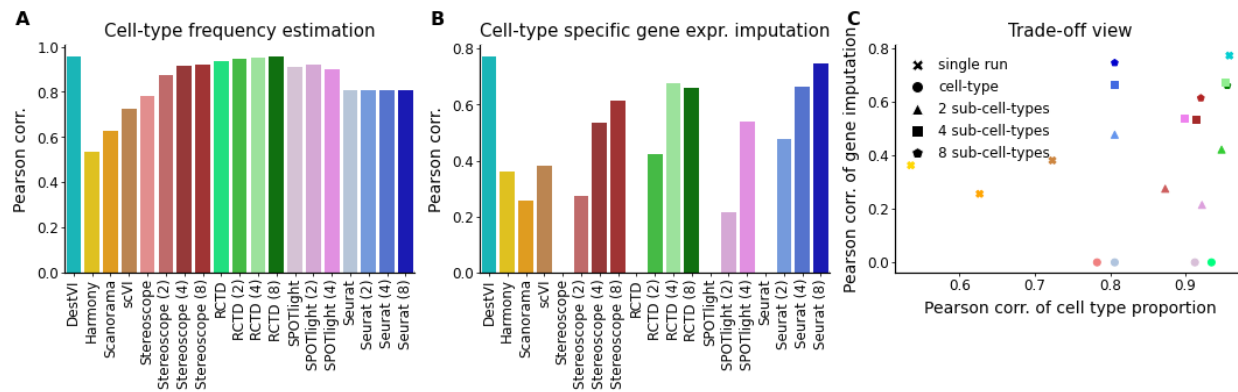 A
Cell-type frequency estimation
Pearson corr.
1.0
0.8
0.6
0.4
0.2
0.0
DestVI
Harmony
Scanorama
scVI
Stereoscope
Stereoscope (2)
Stereoscope (4)
Stereoscope (8)
RCTD
RCTD (2)
RCTD (4)
RCTD (8)
SPOTlight
SPOTlight (2)
SPOTlight (4)
Seurat
Seurat (2)
Seurat (4)
Seurat (8)
B
Cell-type specific gene expr. imputation
Pearson corr.
0.8
0.6
0.4
0.2
0.0
DestVI
Harmony
Scanorama
scVI
Stereoscope
Stereoscope (2)
Stereoscope (4)
Stereoscope (8)
RCTD
RCTD (2)
RCTD (4)
RCTD (8)
SPOTlight
SPOTlight (2)
SPOTlight (4)
Seurat
Seurat (2)
Seurat (4)
Seurat (8)
C
Trade-off view
Pearson corr. of gene imputation
0.8
0.6
0.4
0.2
0.0
single run
cell-type
2 sub-cell-types
4 sub-cell-types
8 sub-cell-types
0.6
0.7
0.8
0.9
Pearson corr. of cell type proportion